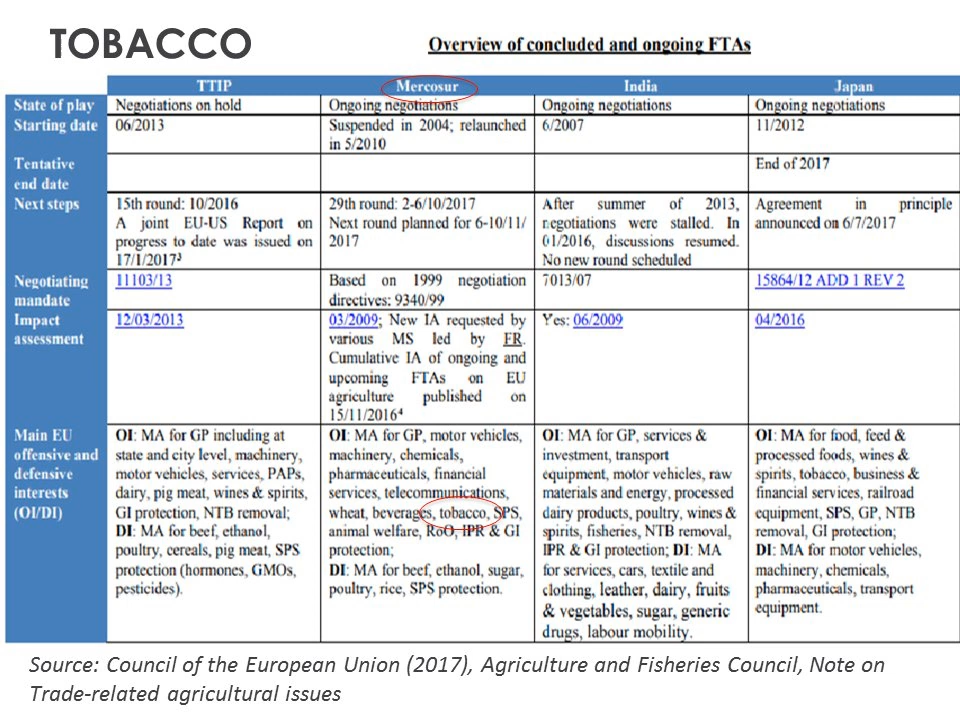 TOBACCO
Overview of concluded and ongoing FTAs
TTIP
Mercosur
India
Japan
State of play
Negotiations on hold
Ongoing negotiations
Ongoing negotiations
Ongoing negotiations
Starting date
06/2013
Suspended in 2004; relaunched
in 5/2010
6/2007
11/2012
Tentative
end date
End of 2017
Next steps
15th round: 10/2016
A joint EU-US Report on
progress to date was issued on
17/1/2017³
29th round: 2-6/10/2017
Next round planned for 6-10/11/
2017
After summer of 2013,
negotiations were stalled. In
01/2016, discussions resumed.
No new round scheduled
Agreement in principle
announced on 6/7/2017
Negotiating
mandate
11103/13
Based on 1999 negotiation
directives: 9340/99
7013/07
15864/12 ADD 1 REV 2
Impact
assessment
12/03/2013
03/2009; New IA requested by
various MS led by FR.
Cumulative IA of ongoing and
upcoming FTAs on EU
agriculture published on
15/11/2016⁴
Yes: 06/2009
04/2016
Main EU
offensive and
defensive
interests
(OI/DI)
OI: MA for GP including at
state and city level, machinery,
motor vehicles, services, PAPs,
dairy, pig meat, wines & spirits,
GI protection, NTB removal;
DI: MA for beef, ethanol,
poultry, cereals, pig meat, SPS
protection (hormones, GMOs,
pesticides).
OI: MA for GP, motor vehicles,
machinery, chemicals,
pharmaceuticals, financial
services, telecommunications,
wheat, beverages, tobacco, SPS,
animal welfare, RoO, IPR & GI
protection;
DI: MA for beef, ethanol, sugar,
poultry, rice, SPS protection.
OI: MA for GP, services &
investment, transport
equipment, motor vehicles, raw
materials and energy, processed
dairy products, poultry, wines &
spirits, fisheries, NTB removal,
IPR & GI protection; DI: MA
for services, cars, textile and
clothing, leather, dairy, fruits
& vegetables, sugar, generic
drugs, labour mobility.
OI: MA for food, feed &
processed foods, wines &
spirits, tobacco, business &
financial services, railroad
equipment, SPS, GP, NTB
removal, GI protection;
DI: MA for motor vehicles,
machinery, chemicals,
pharmaceuticals, transport
equipment.
Source: Council of the European Union (2017), Agriculture and Fisheries Council, Note on
Trade-related agricultural issues